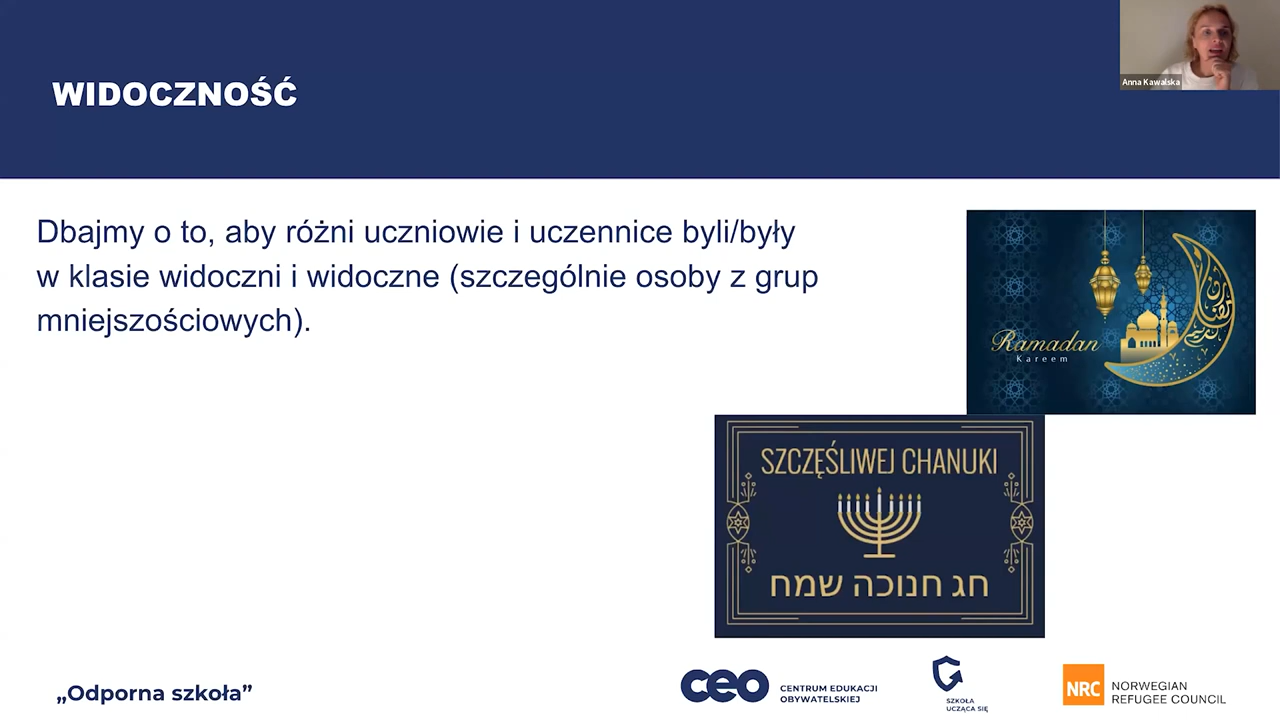 WIDOCZNOŚĆ
Anna Kawalska
Dbajmy o to, aby różni uczniowie i uczennice byli/były
w klasie widoczni i widoczne (szczególnie osoby z grup
mniejszościowych).
Ramadan
Kareem
رمضان كريم
SZCZĘŚLIWEJ CHANUKI
חג חנוכה שמח
„Odporna szkoła”
ceo CENTRUM EDUKACJI
OBYWATELSKIEJ
SZKOŁA
UCZĄCA SIĘ
NRC NORWEGIAN
REFUGEE COUNCIL